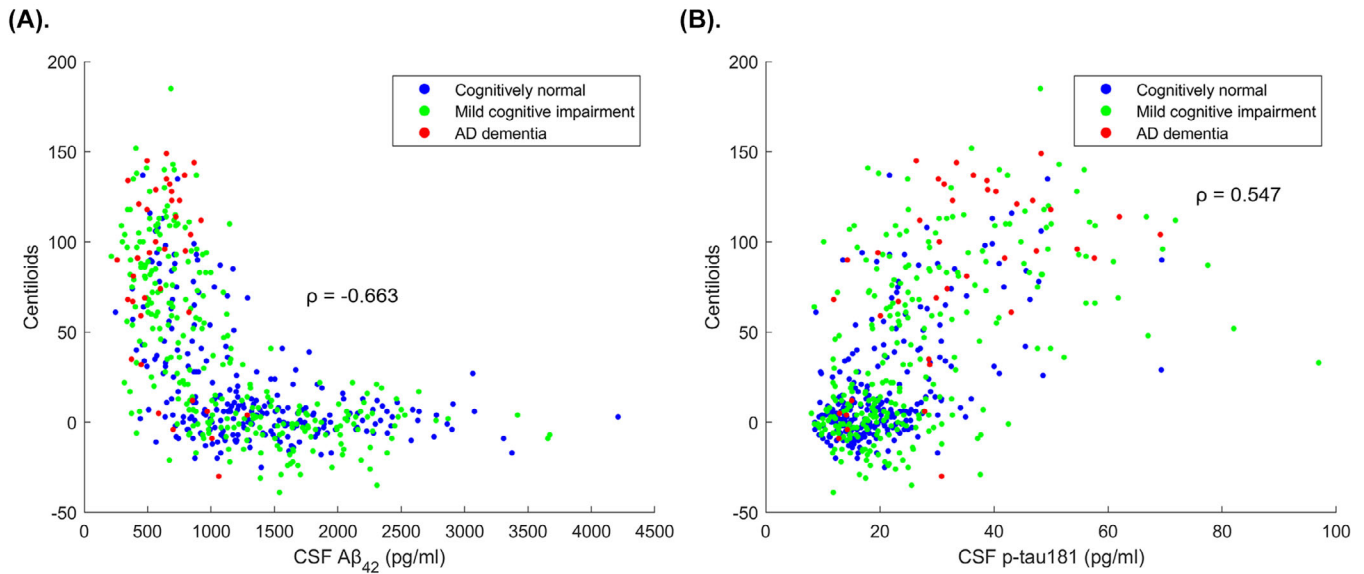 (A).
200
150
100
50
0
-50
Centiloids
Cognitively normal
Mild cognitive impairment
AD dementia
ρ = -0.663
0 500 1000 1500 2000 2500 3000 3500 4000 4500
CSF Aβ42 (pg/ml)
(B).
200
150
100
50
0
-50
Centiloids
Cognitively normal
Mild cognitive impairment
AD dementia
ρ = 0.547
0 20 40 60 80 100
CSF p-tau181 (pg/ml)